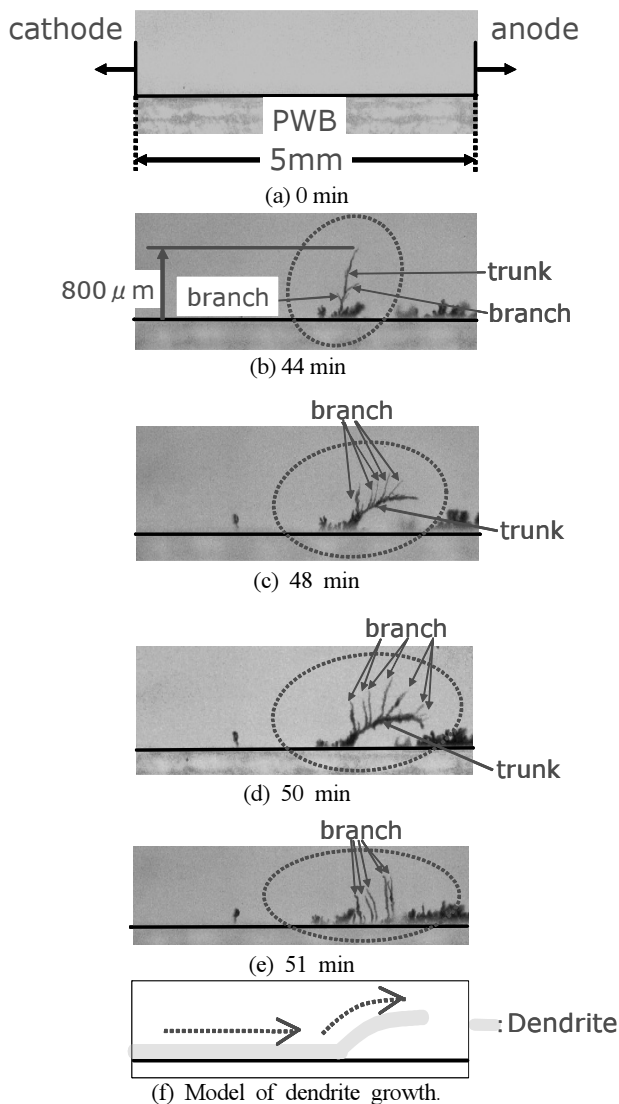 cathode
anode
PWB
5mm
(a) 0 min
800 μm
branch
trunk
branch
(b) 44 min
branch
trunk
(c) 48 min
branch
trunk
(d) 50 min
branch
(e) 51 min
:Dendrite
(f) Model of dendrite growth.